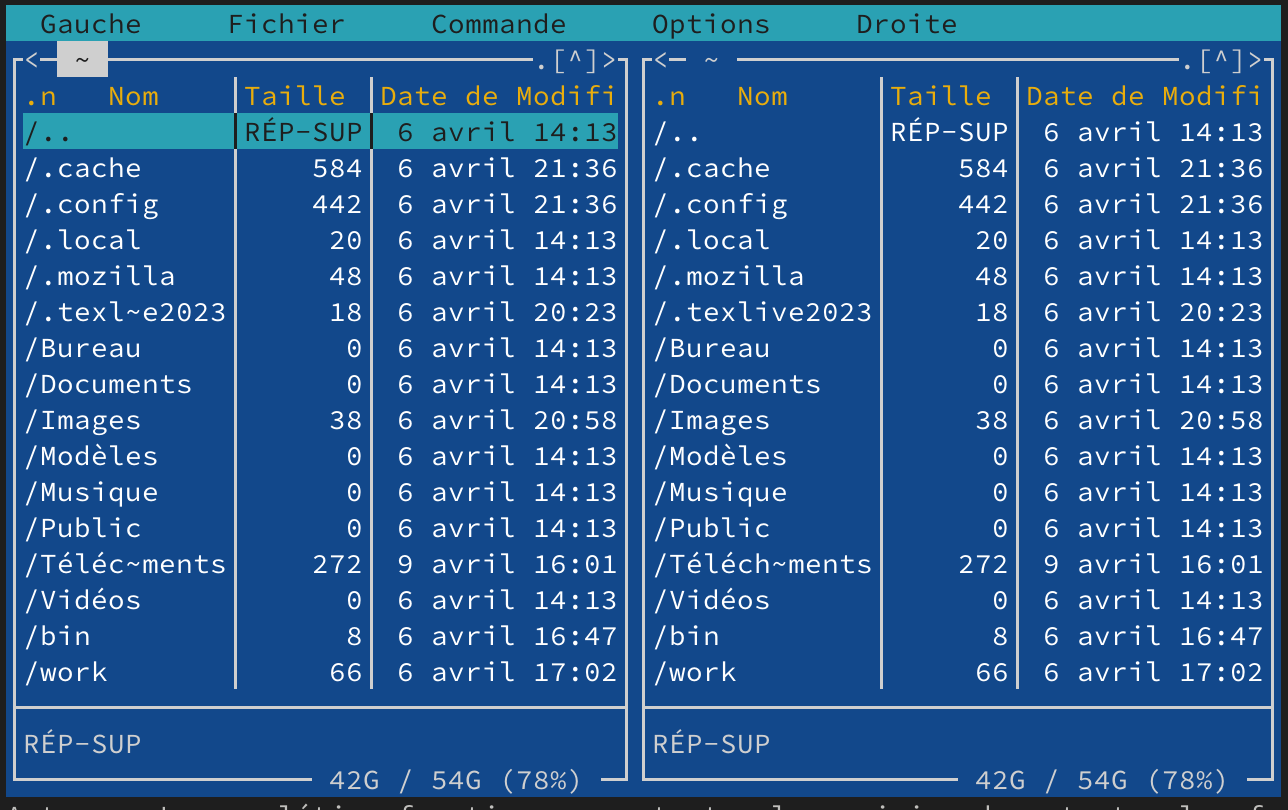 Gauche Fichier Commande Options Droite
<─ ~ ─.[^]>┐ <─ ~ ─.[^]>
.n Nom Taille Date de Modifi .n Nom Taille Date de Modifi
/.. RÉP-SUP 6 avril 14:13 /.. RÉP-SUP 6 avril 14:13
/.cache 584 6 avril 21:36 /.cache 584 6 avril 21:36
/.config 442 6 avril 21:36 /.config 442 6 avril 21:36
/.local 20 6 avril 14:13 /.local 20 6 avril 14:13
/.mozilla 48 6 avril 14:13 /.mozilla 48 6 avril 14:13
/.texl~e2023 18 6 avril 20:23 /.texlive2023 18 6 avril 20:23
/Bureau 0 6 avril 14:13 /Bureau 0 6 avril 14:13
/Documents 0 6 avril 14:13 /Documents 0 6 avril 14:13
/Images 38 6 avril 20:58 /Images 38 6 avril 20:58
/Modèles 0 6 avril 14:13 /Modèles 0 6 avril 14:13
/Musique 0 6 avril 14:13 /Musique 0 6 avril 14:13
/Public 0 6 avril 14:13 /Public 0 6 avril 14:13
/Téléc~ments 272 9 avril 16:01 /Téléch~ments 272 9 avril 16:01
/Vidéos 0 6 avril 14:13 /Vidéos 0 6 avril 14:13
/bin 8 6 avril 16:47 /bin 8 6 avril 16:47
/work 66 6 avril 17:02 /work 66 6 avril 17:02
RÉP-SUP RÉP-SUP
42G / 54G (78%) 42G / 54G (78%)